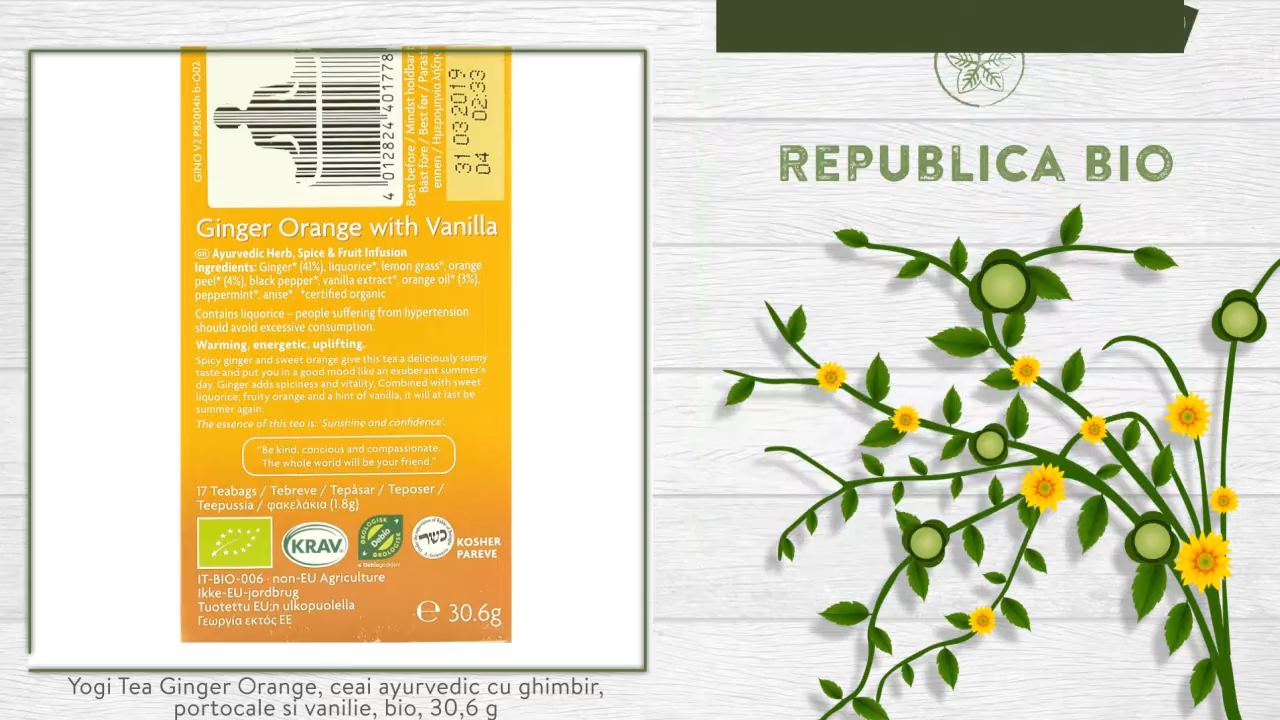 GINO V2 P82004h b-O02
4 012824 401778
Best before / Mindst holdbar
Bäst före / Best før / Parast
ennen / Ημερομηνία λήξης
31 03 2019
04 02:33
Ginger Orange with Vanilla
GB Ayurvedic Herb, Spice & Fruit Infusion
Ingredients: Ginger* (41%), liquorice*, lemon grass*, orange
peel* (4%), black pepper*, vanilla extract*, orange oil* (3%),
peppermint*, anise*. *certified organic
Contains liquorice – people suffering from hypertension
should avoid excessive consumption.
Warming, energetic, uplifting.
Spicy ginger and sweet orange give this tea a deliciously sunny
taste and put you in a good mood like an exuberant summer's
day. Ginger adds spiciness and vitality. Combined with sweet
liquorice, fruity orange and a hint of vanilla, it will at last be
summer again.
The essence of this tea is: 'Sunshine and confidence'.
"Be kind, concious and compassionate.
The whole world will be your friend."
17 Teabags / Tebreve / Tepåsar / Teposer /
Teepussia / φακελάκια (1.8g)
KRAV
ØKOLOGISK
Debio
ØKOLOGISK
Debiogodkjent
כשר
KOSHER
PAREVE
IT-BIO-006 · non-EU Agriculture
Ikke-EU-jordbrug
Tuotettu EU:n ulkopuolella
Γεωργία εκτός ΕΕ
℮ 30.6g
REPUBLICA BIO
Yogi Tea Ginger Orange, ceai ayurvedic cu ghimbir,
portocale si vanilie, bio, 30,6 g